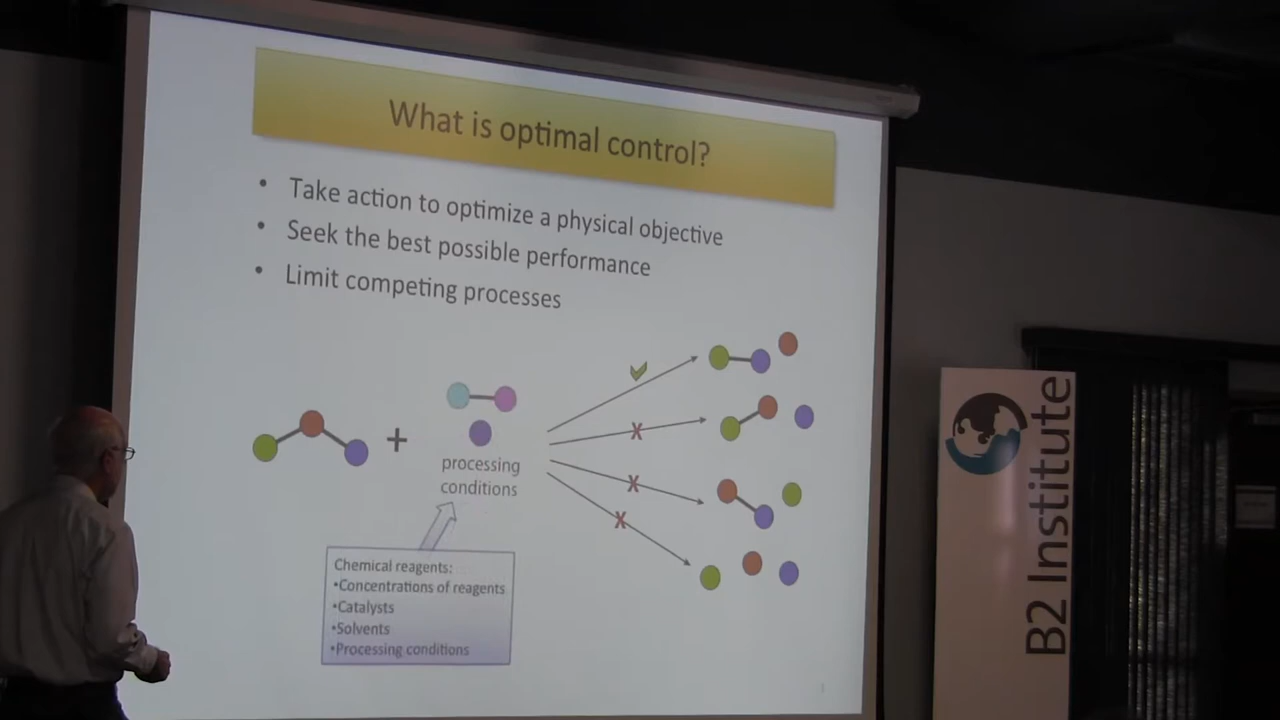 What is optimal control?
• Take action to optimize a physical objective
• Seek the best possible performance
• Limit competing processes
+
processing
conditions
X
X
X
Chemical reagents:
•Concentrations of reagents
•Catalysts
•Solvents
•Processing conditions
B2 Institute